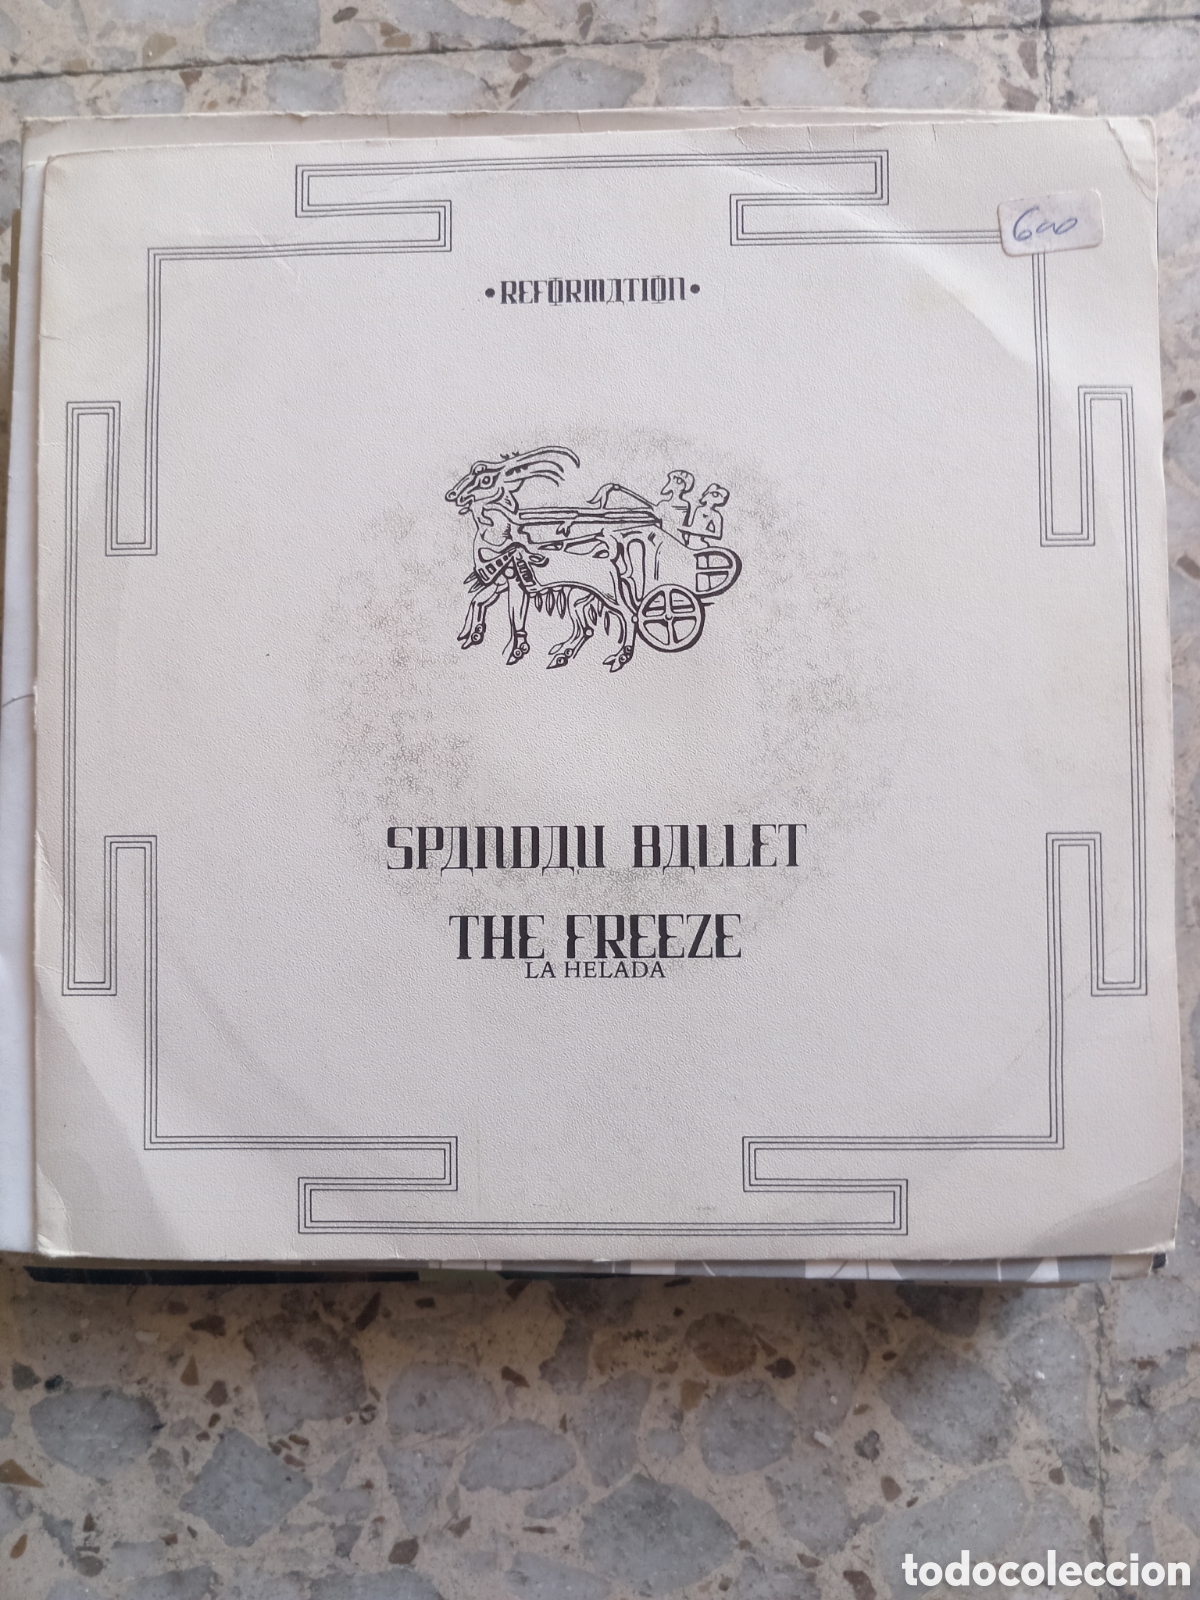 600
•REFORMATION•
SPANDAU BALLET
THE FREEZE
LA HELADA
todocoleccion